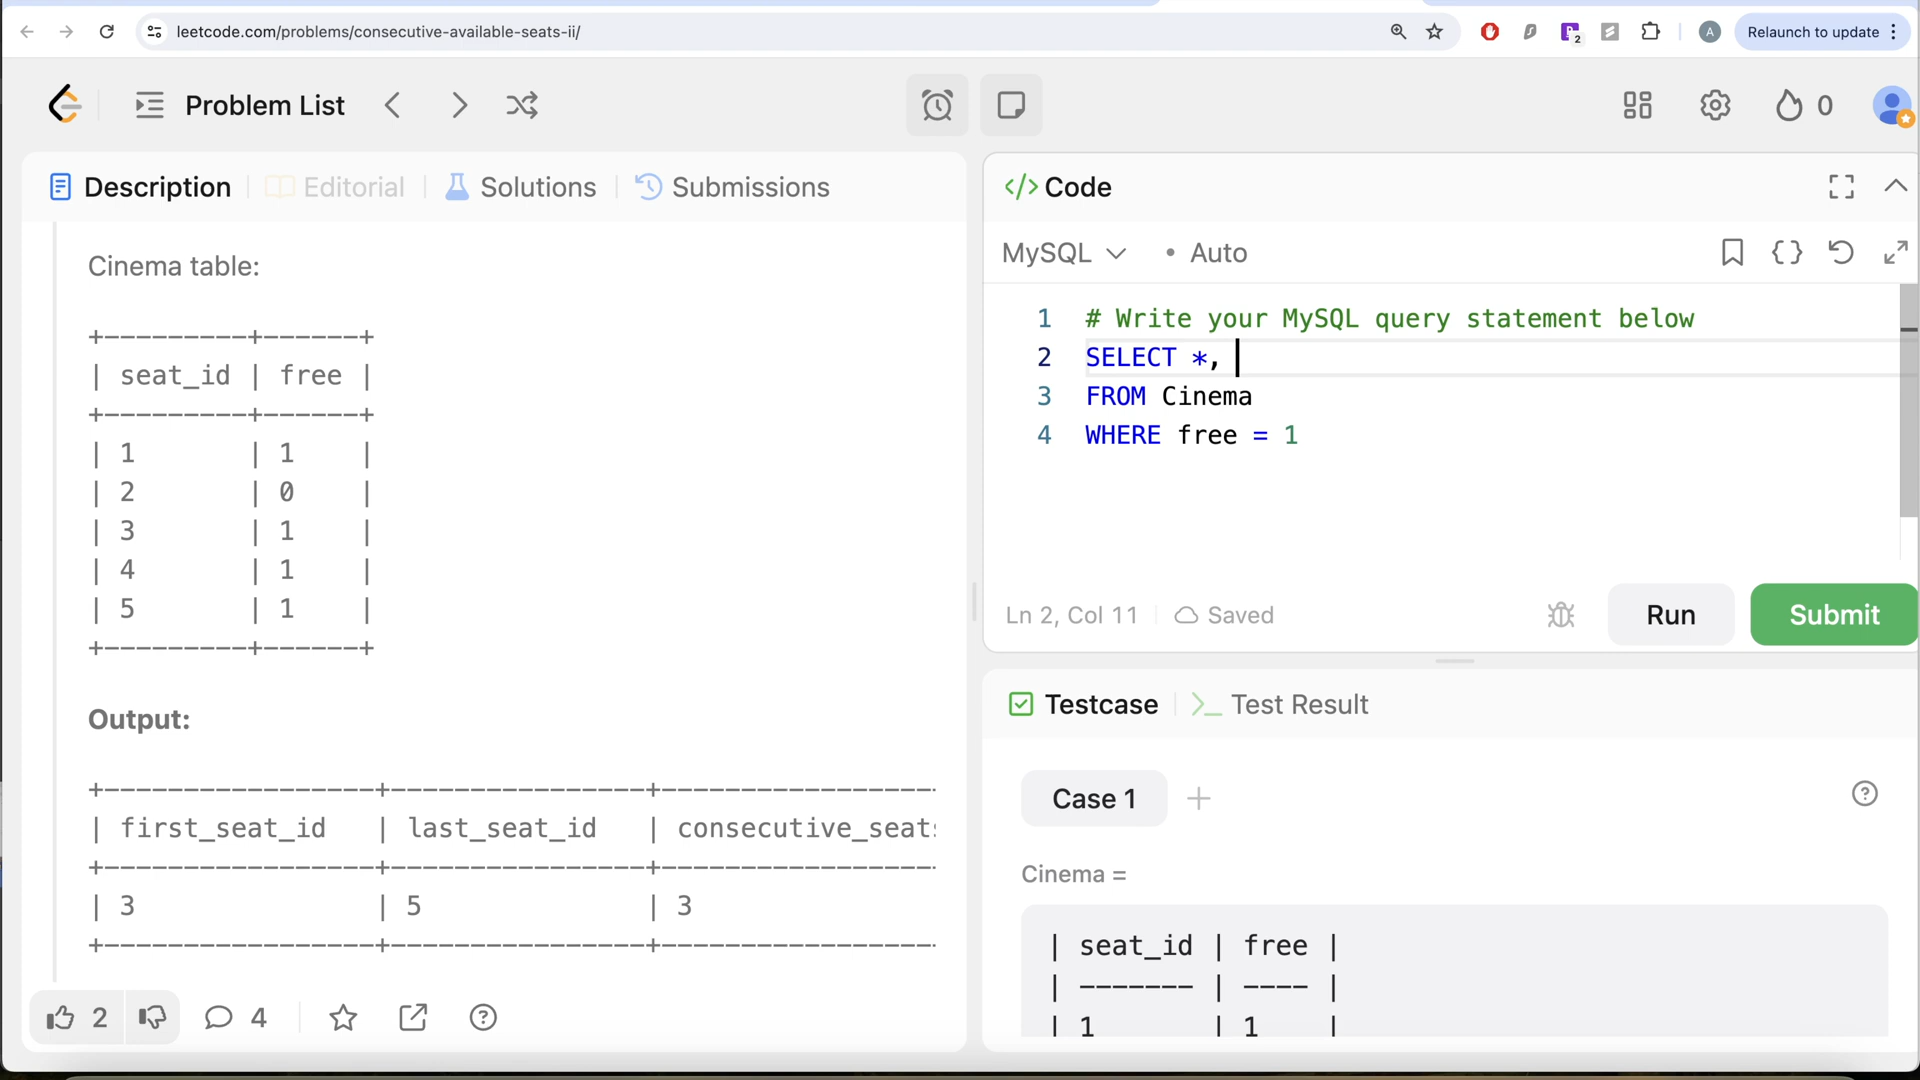 leetcode.com/problems/consecutive-available-seats-ii/
2
A
Relaunch to update
Problem List
0
Description
Editorial
Solutions
Submissions
Cinema table:
+----------+------+
| seat_id | free |
+----------+------+
| 1 | 1 |
| 2 | 0 |
| 3 | 1 |
| 4 | 1 |
| 5 | 1 |
+----------+------+
Output:
+-----------------+----------------+-----------------
| first_seat_id | last_seat_id | consecutive_seats
+-----------------+----------------+-----------------
| 3 | 5 | 3
+-----------------+----------------+-----------------
2
4
</> Code
MySQL
• Auto
1 # Write your MySQL query statement below
2 SELECT *,
3 FROM Cinema
4 WHERE free = 1
Ln 2, Col 11
Saved
Run
Submit
Testcase
>_ Test Result
Case 1
+
Cinema =
| seat_id | free |
| ------- | ---- |
| 1 | 1 |